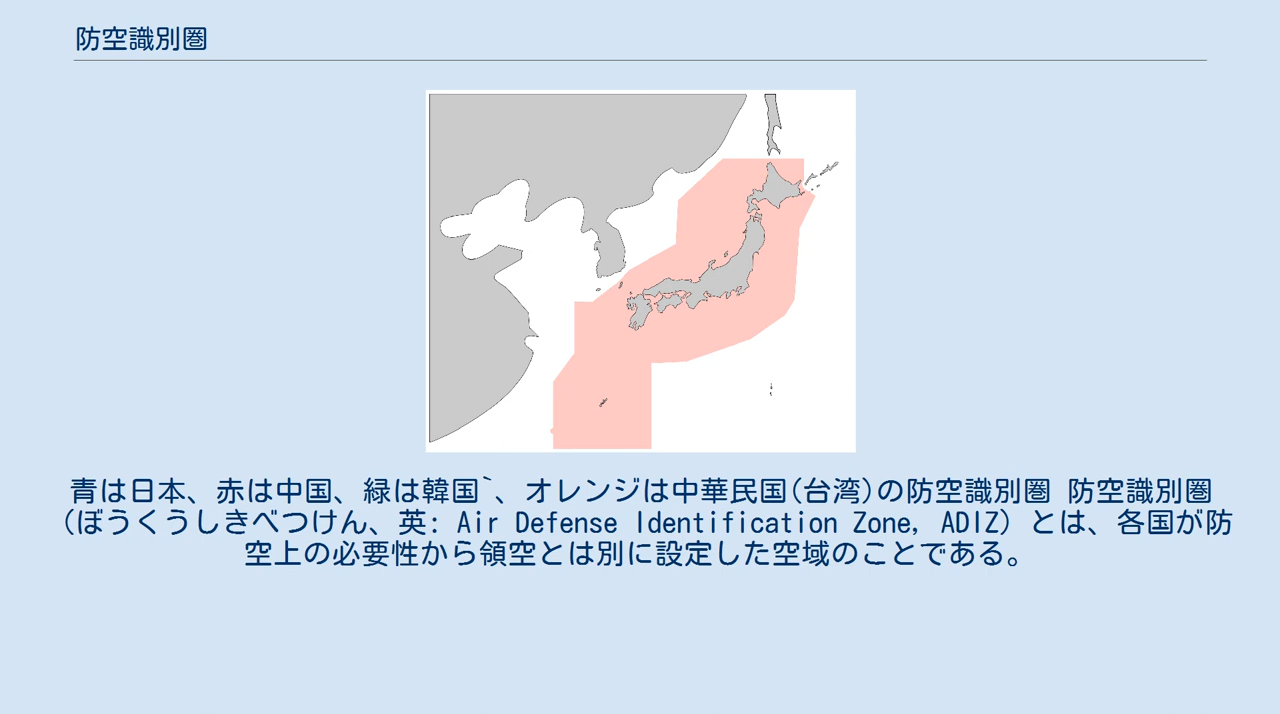 防空識別圏
青は日本、赤は中国、緑は韓国`、オレンジは中華民国(台湾)の防空識別圏 防空識別圏
(ぼうくうしきべつけん、英: Air Defense Identification Zone, ADIZ) とは、各国が防
空上の必要性から領空とは別に設定した空域のことである。